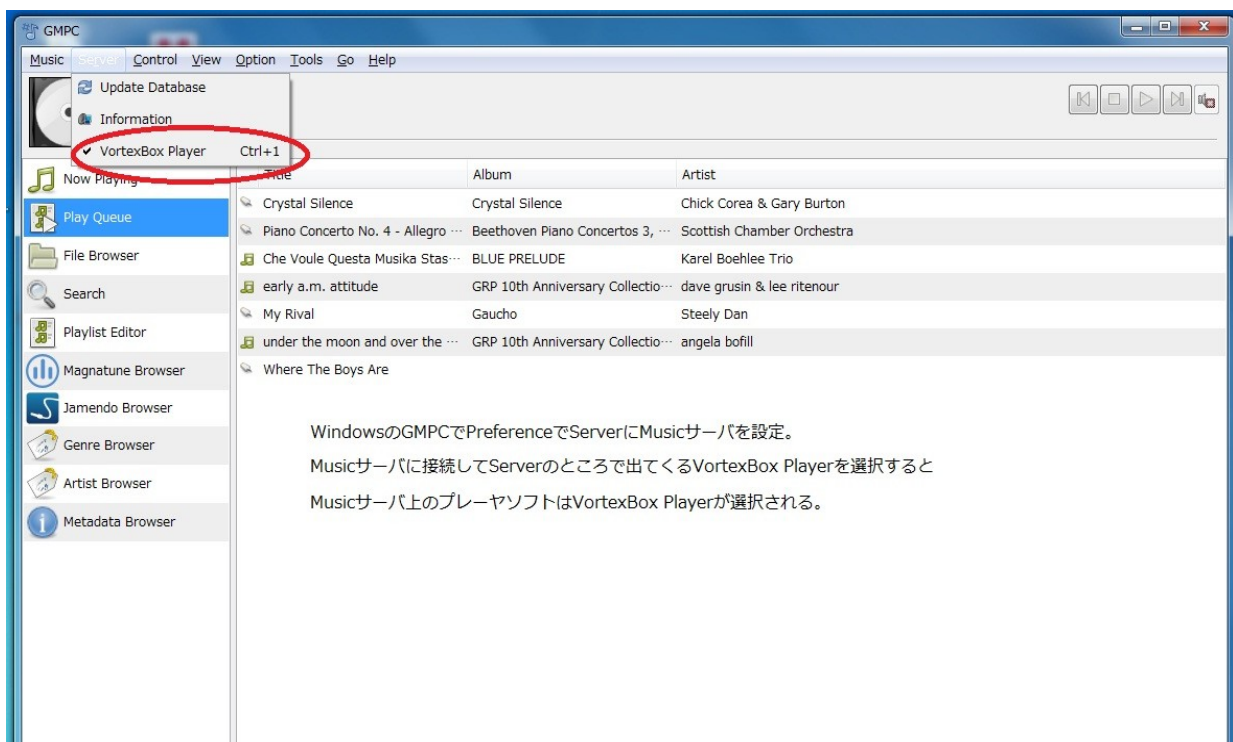 GMPC
Music Server Control View Option Tools Go Help
Update Database
Information
VortexBox Player Ctrl+1
Now Playing
Play Queue
File Browser
Search
Playlist Editor
Magnatune Browser
Jamendo Browser
Genre Browser
Artist Browser
Metadata Browser
Title Album Artist
Crystal Silence Crystal Silence Chick Corea & Gary Burton
Piano Concerto No. 4 - Allegro ··· Beethoven Piano Concertos 3, ··· Scottish Chamber Orchestra
Che Voule Questa Musika Stas··· BLUE PRELUDE Karel Boehlee Trio
early a.m. attitude GRP 10th Anniversary Collectio··· dave grusin & lee ritenour
My Rival Gaucho Steely Dan
under the moon and over the ··· GRP 10th Anniversary Collectio··· angela bofill
Where The Boys Are
WindowsのGMPCでPreferenceでServerにMusicサーバを設定。
Musicサーバに接続してServerのところで出てくるVortexBox Playerを選択すると
Musicサーバ上のプレーヤソフトはVortexBox Playerが選択される。